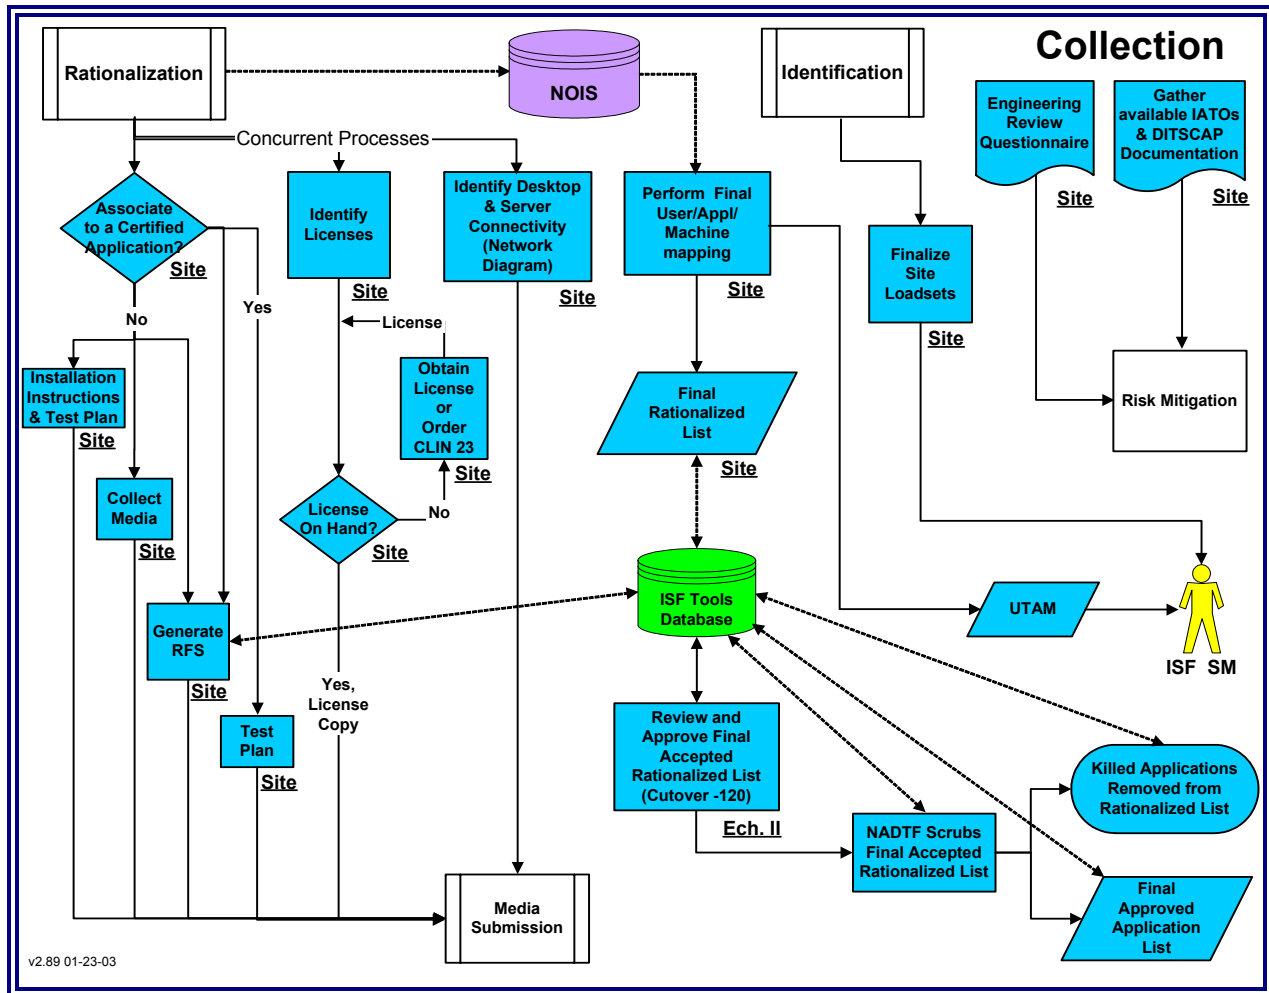 Collection
Rationalization
NOIS
Identification
Engineering
Review
Questionnaire
Site
Gather
available IATOs
& DITSCAP
Documentation
Site
Concurrent Processes
Associate
to a Certified
Application?
Site
Identify
Licenses
Site
Identify Desktop
& Server
Connectivity
(Network
Diagram)
Site
Perform Final
User/Appl/
Machine
mapping
Site
Finalize
Site
Loadsets
Site
No
Yes
License
Installation
Instructions
& Test Plan
Site
Obtain
License
or
Order
CLIN 23
Site
Final
Rationalized
List
Site
Risk Mitigation
Collect
Media
Site
License
On Hand?
Site
No
Generate
RFS
Site
ISF Tools
Database
UTAM
ISF SM
Yes,
License
Copy
Test
Plan
Site
Review and
Approve Final
Accepted
Rationalized List
(Cutover -120)
Ech. II
NADTF Scrubs
Final Accepted
Rationalized List
Killed Applications
Removed from
Rationalized List
Final
Approved
Application
List
Media
Submission
v2.89 01-23-03